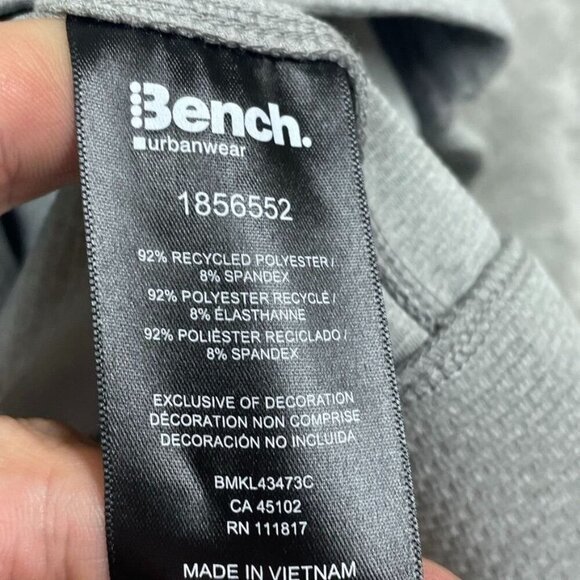 Bench.
urbanwear
1856552
92% RECYCLED POLYESTER /
8% SPANDEX
92% POLYESTER RECYCLÉ /
8% ÉLASTHANNE
92% POLIÉSTER RECICLADO /
8% SPANDEX
EXCLUSIVE OF DECORATION
DÉCORATION NON COMPRISE
DECORACIÓN NO INCLUIDA
BMKL43473C
CA 45102
RN 111817
MADE IN VIETNAM